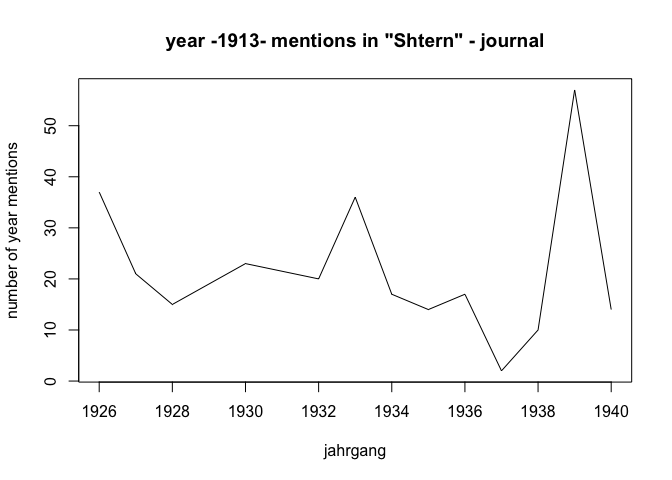 year -1913- mentions in "Shtern" - journal
number of year mentions
50
40
30
20
10
0
1926 1928 1930 1932 1934 1936 1938 1940
jahrgang